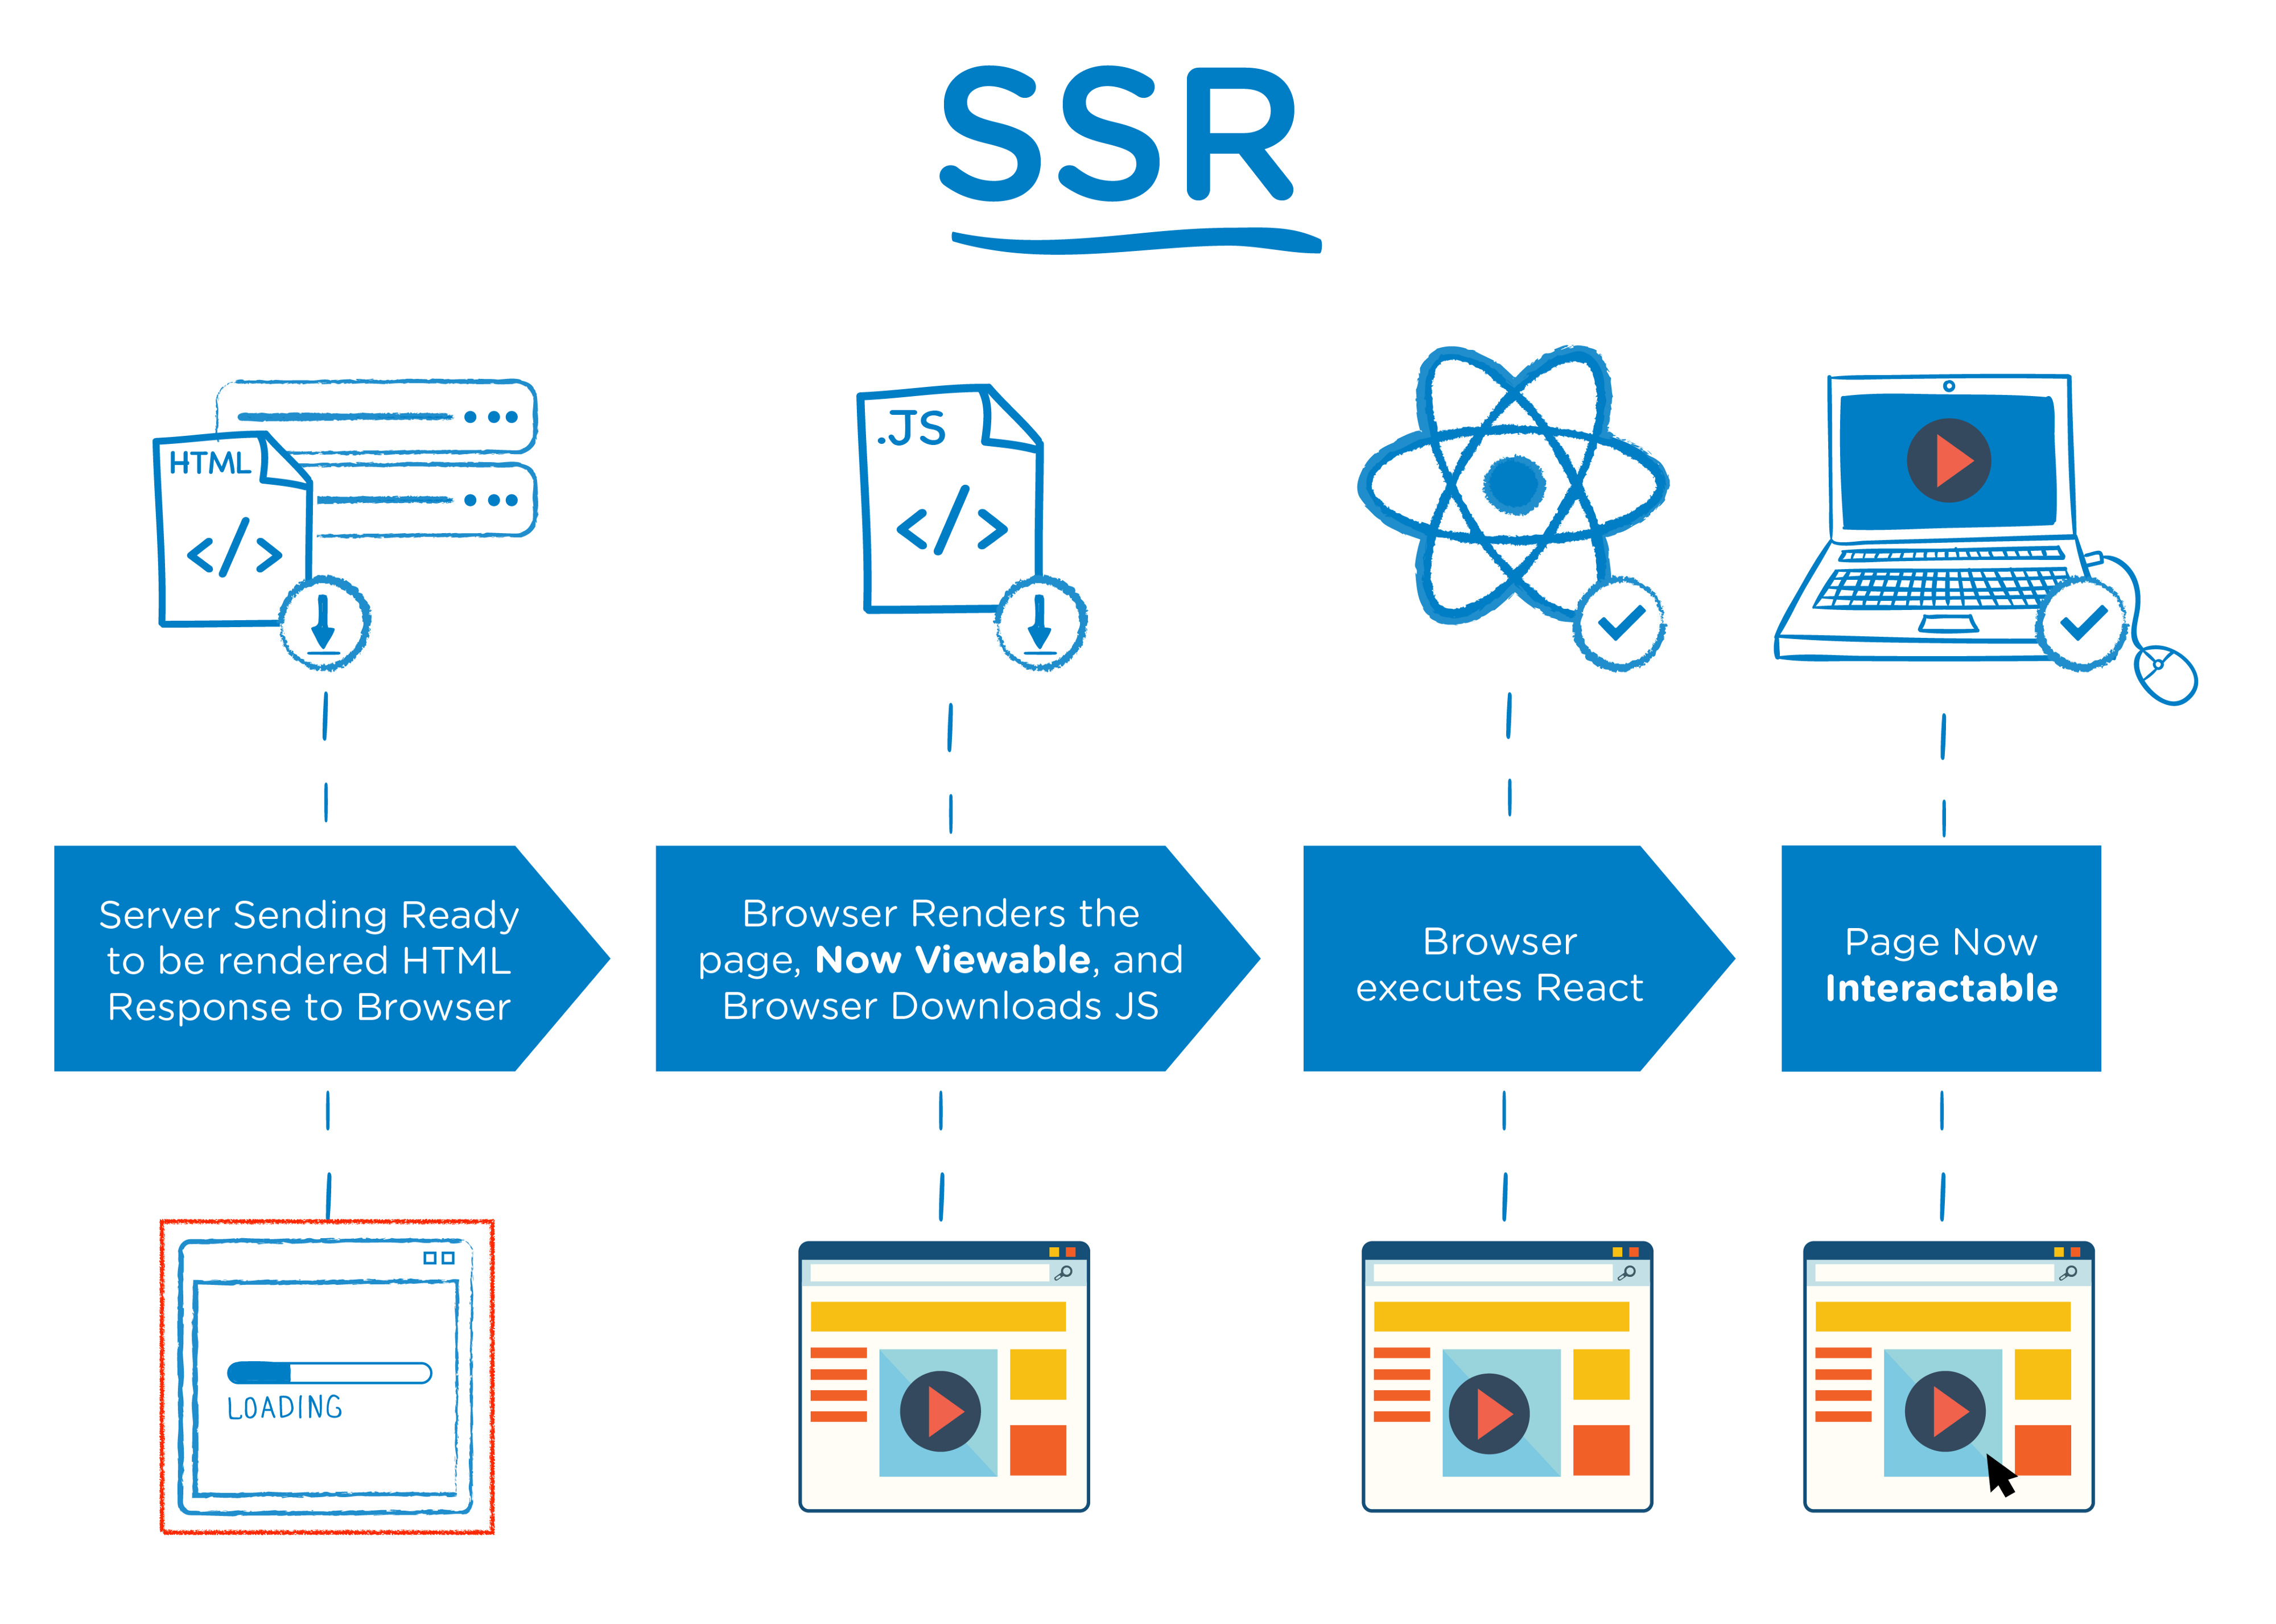 SSR
HTML
</>
.JS
</>
Server Sending Ready
to be rendered HTML
Response to Browser
Browser Renders the
page, Now Viewable, and
Browser Downloads JS
Browser
executes React
Page Now
Interactable
LOADING